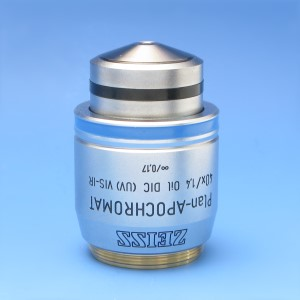 ZEISS
Plan-APOCHROMAT
40x/1,4 Oil DIC (UV) VIS-IR
∞/0,17